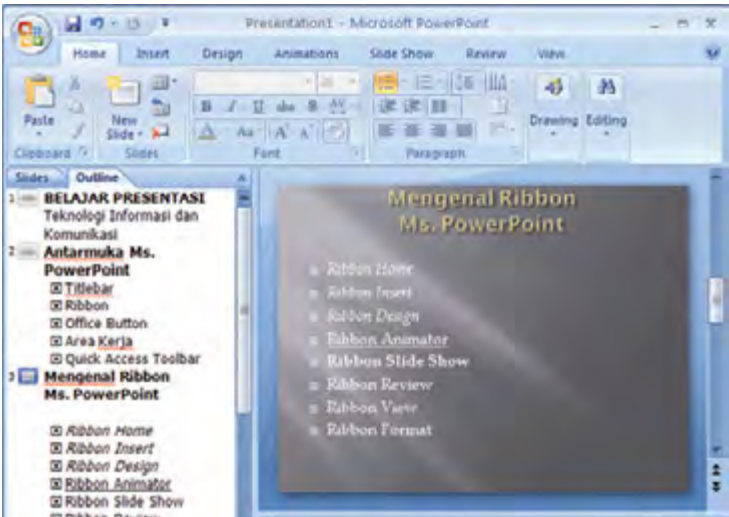 Presentation1 - Microsoft PowerPoint
Home Insert Design Animations Slide Show Review View
Paste
New
Slide
Drawing Editing
Clipboard Slides Font Paragraph
Slides Outline
1 BELAJAR PRESENTASI
Teknologi Informasi dan
Komunikasi
2 Antarmuka Ms.
PowerPoint
Titlebar
Ribbon
Office Button
Area Kerja
Quick Access Toolbar
3 Mengenal Ribbon
Ms. PowerPoint
Ribbon Home
Ribbon Insert
Ribbon Design
Ribbon Animator
Ribbon Slide Show
Ribbon Review
Mengenal Ribbon
Ms. PowerPoint
Ribbon Home
Ribbon Insert
Ribbon Design
Ribbon Animator
Ribbon Slide Show
Ribbon Review
Ribbon View
Ribbon Format